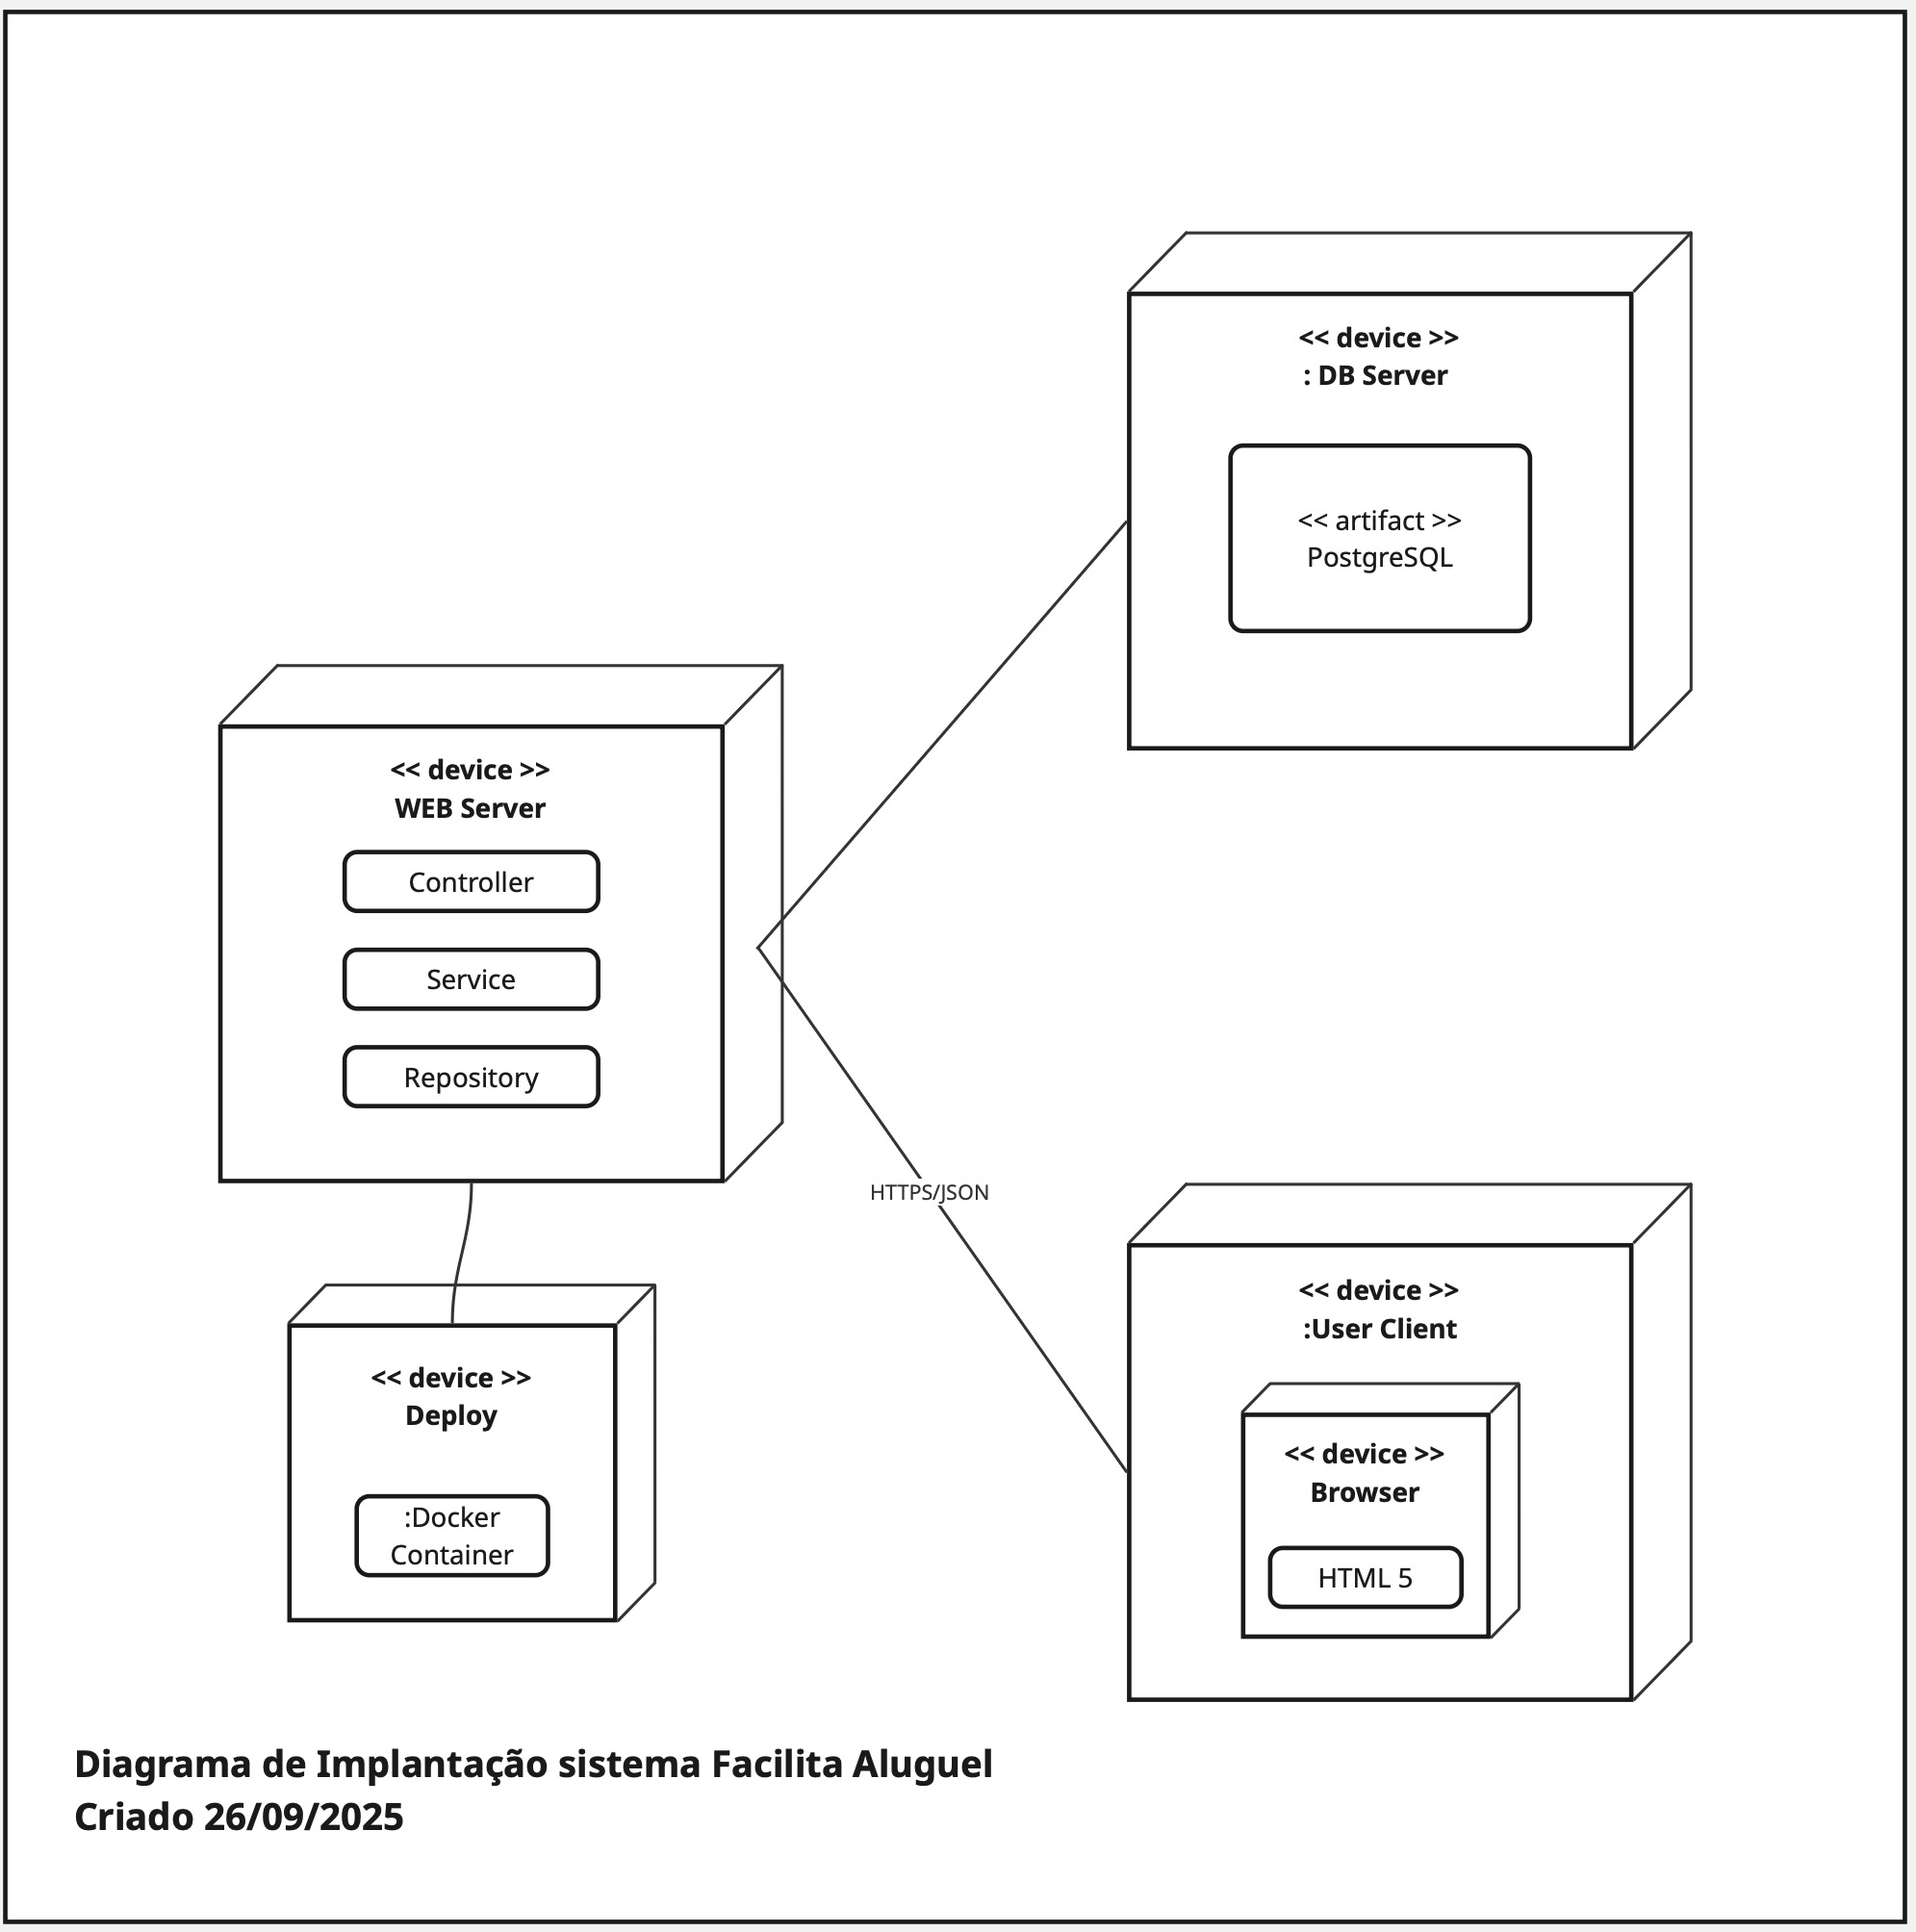 << device >>
: DB Server
<< artifact >>
PostgreSQL
<< device >>
WEB Server
Controller
Service
Repository
HTTPS/JSON
<< device >>
:User Client
<< device >>
Browser
HTML 5
<< device >>
Deploy
:Docker
Container
Diagrama de Implantação sistema Facilita Aluguel
Criado 26/09/2025